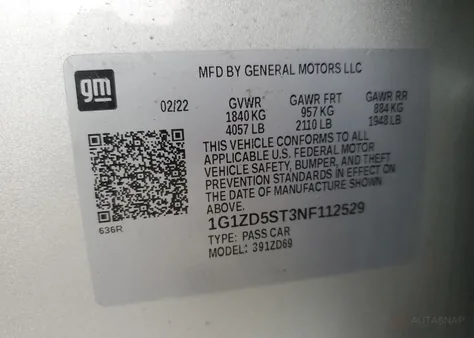 gm
MFD BY GENERAL MOTORS LLC
02/22 GVWR GAWR FRT GAWR RR
1840 KG 957 KG 884 KG
4057 LB 2110 LB 1948 LB
THIS VEHICLE CONFORMS TO ALL
APPLICABLE U.S. FEDERAL MOTOR
VEHICLE SAFETY, BUMPER, AND THEFT
PREVENTION STANDARDS IN EFFECT ON
THE DATE OF MANUFACTURE SHOWN
ABOVE.
636R
1G1ZD5ST3NF112529
TYPE: PASS CAR
MODEL: 391ZD69
AUTASNAP